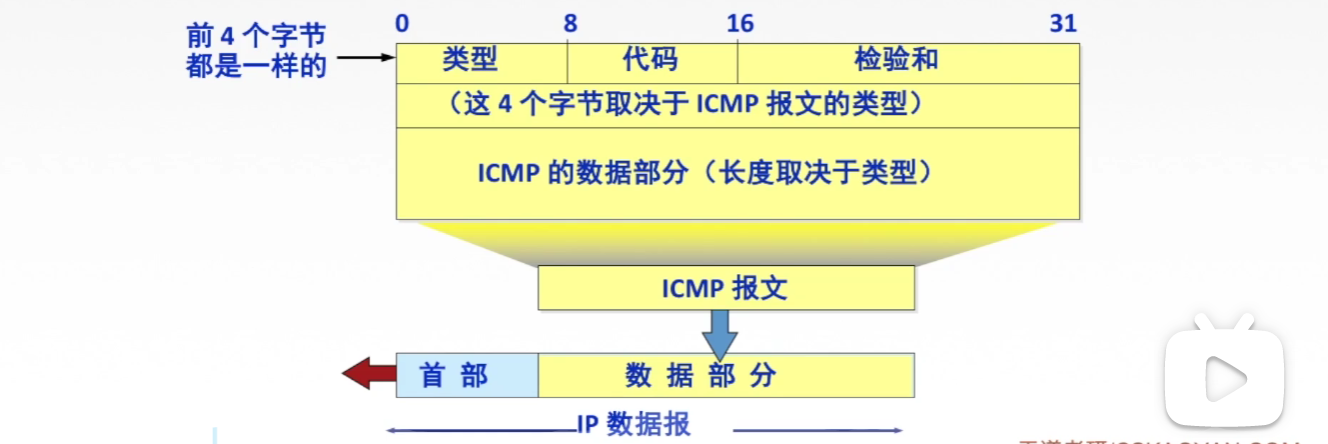 0 8 16 31
前 4 个字节
都是一样的
类型 代码 检验和
（这 4 个字节取决于 ICMP 报文的类型）
ICMP 的数据部分（长度取决于类型）
ICMP 报文
首 部 数 据 部 分
IP 数据报